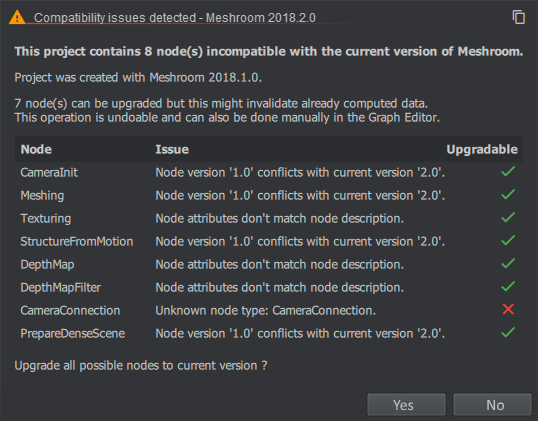 Compatibility issues detected - Meshroom 2018.2.0
This project contains 8 node(s) incompatible with the current version of Meshroom.
Project was created with Meshroom 2018.1.0.
7 node(s) can be upgraded but this might invalidate already computed data.
This operation is undoable and can also be done manually in the Graph Editor.
Node Issue Upgradable
CameraInit Node version '1.0' conflicts with current version '2.0'.
Meshing Node version '1.0' conflicts with current version '2.0'.
Texturing Node attributes don't match node description.
StructureFromMotion Node version '1.0' conflicts with current version '2.0'.
DepthMap Node attributes don't match node description.
DepthMapFilter Node attributes don't match node description.
CameraConnection Unknown node type: CameraConnection.
PrepareDenseScene Node version '1.0' conflicts with current version '2.0'.
Upgrade all possible nodes to current version ?
Yes No